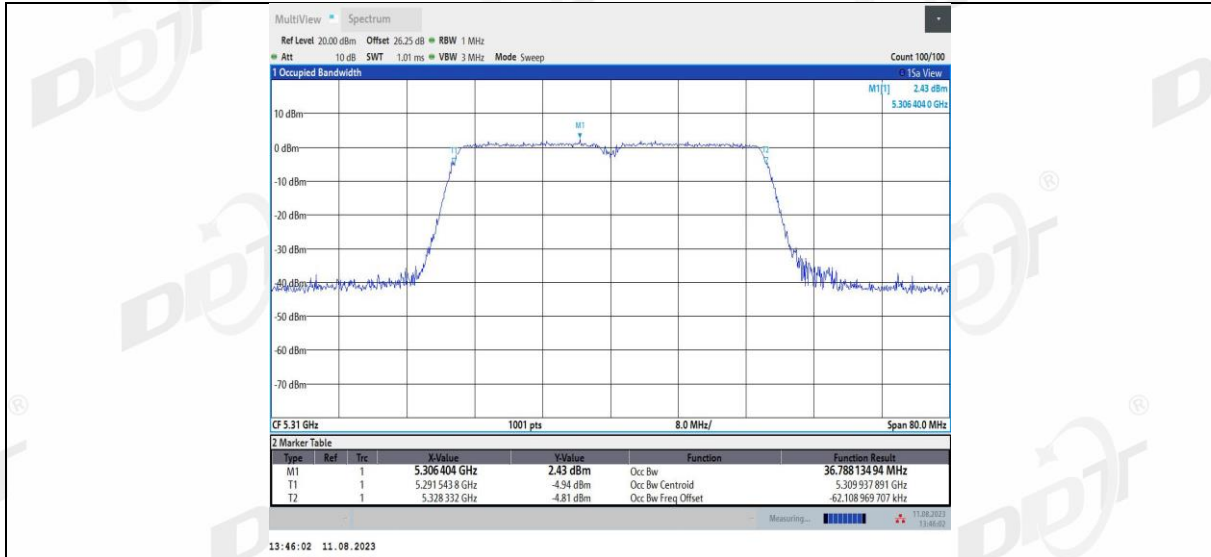 MultiView Spectrum
Ref Level 20.00 dBm Offset 26.25 dB RBW 1 MHz
Att 10 dB SWT 1.01 ms VBW 3 MHz Mode Sweep Count 100/100
1 Occupied Bandwidth 1Sa View
M1[1] 2.43 dBm
5.306 404 0 GHz
10 dBm
M1
0 dBm
T1 T2
-10 dBm
-20 dBm
-30 dBm
-40 dBm
-50 dBm
-60 dBm
-70 dBm
CF 5.31 GHz 1001 pts 8.0 MHz/ Span 80.0 MHz
2 Marker Table
Type Ref Trc X-Value Y-Value Function Function Result
M1 1 5.306404 GHz 2.43 dBm Occ Bw 36.788 134 94 MHz
T1 1 5.291 543 8 GHz -4.94 dBm Occ Bw Centroid 5.309 937 891 GHz
T2 1 5.328 332 GHz -4.81 dBm Occ Bw Freq Offset -62.108 969 707 kHz
Measuring... 11.08.2023
13:46:02
13:46:02 11.08.2023
DDT